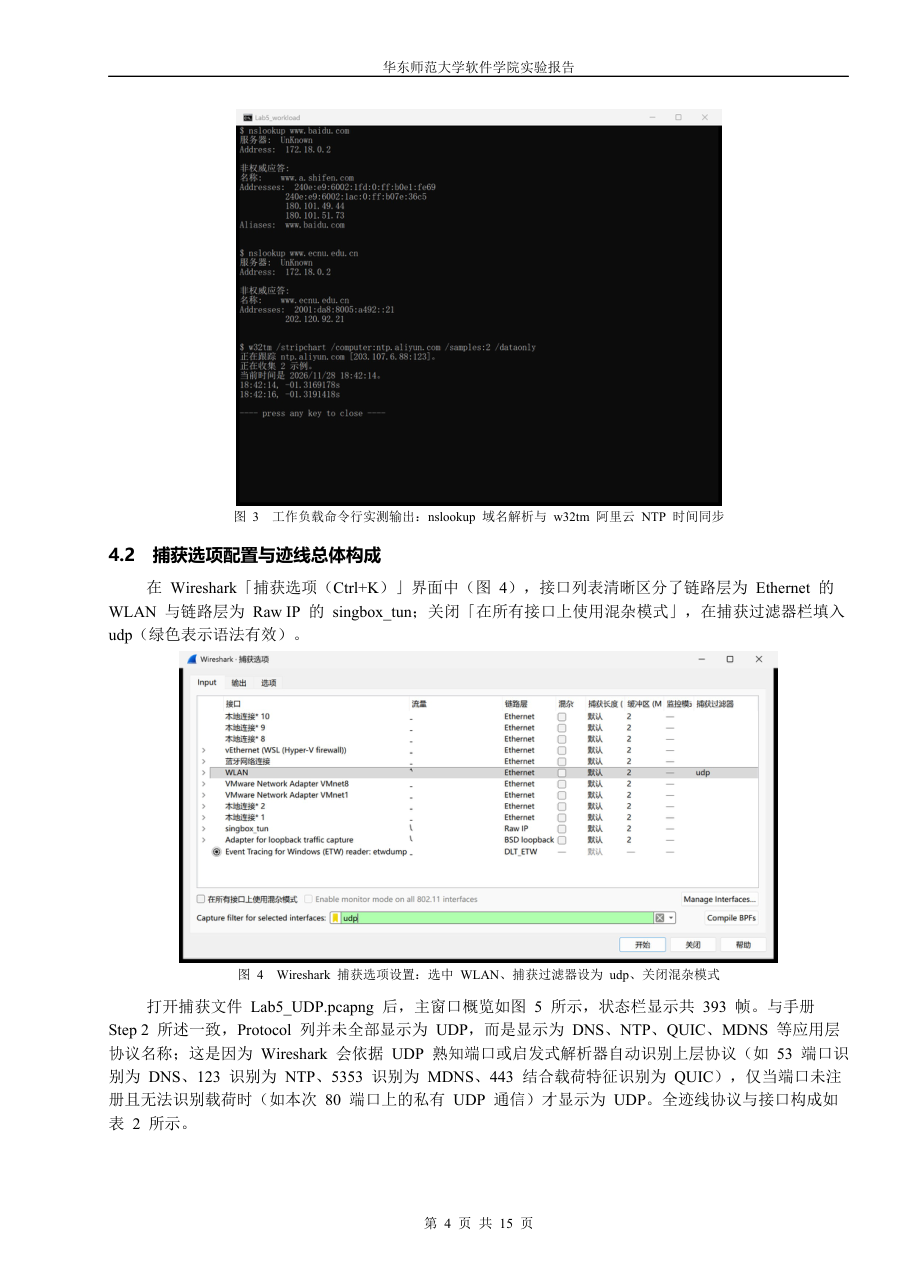 华东师范大学软件学院实验报告
Lab5_workload
$ nslookup www.baidu.com
服务器: UnKnown
Address: 172.18.0.2
非权威应答:
名称: www.a.shifen.com
Addresses: 240e:e9:6002:1fd:0:ff:b0e1:fe69
240e:e9:6002:1ac:0:ff:b07e:36c5
180.101.49.44
180.101.51.73
Aliases: www.baidu.com
$ nslookup www.ecnu.edu.cn
服务器: UnKnown
Address: 172.18.0.2
非权威应答:
名称: www.ecnu.edu.cn
Addresses: 2001:da8:8005:a492::21
202.120.92.21
$ w32tm /stripchart /computer:ntp.aliyun.com /samples:2 /dataonly
正在跟踪 ntp.aliyun.com [203.107.6.88:123]。
正在收集 2 示例。
当前时间是 2026/11/28 18:42:14。
18:42:14, -01.3169178s
18:42:16, -01.3191418s
---- press any key to close ----
图 3 工作负载命令行实测输出：nslookup 域名解析与 w32tm 阿里云 NTP 时间同步
4.2 捕获选项配置与迹线总体构成
在 Wireshark「捕获选项（Ctrl+K）」界面中（图 4），接口列表清晰区分了链路层为 Ethernet 的
WLAN 与链路层为 Raw IP 的 singbox_tun；关闭「在所有接口上使用混杂模式」，在捕获过滤器栏填入
udp（绿色表示语法有效）。
Wireshark · 捕获选项
Input 输出 选项
接口 流量 链路层 混杂 捕获长度 ( 缓冲区 (M 监控模式 捕获过滤器
本地连接* 10 Ethernet 默认 2 —
本地连接* 9 Ethernet 默认 2 —
本地连接* 8 Ethernet 默认 2 —
vEthernet (WSL (Hyper-V firewall)) Ethernet 默认 2 —
蓝牙网络连接 Ethernet 默认 2 —
WLAN Ethernet 默认 2 — udp
VMware Network Adapter VMnet8 Ethernet 默认 2 —
VMware Network Adapter VMnet1 Ethernet 默认 2 —
本地连接* 2 Ethernet 默认 2 —
本地连接* 1 Ethernet 默认 2 —
singbox_tun Raw IP 默认 2 —
Adapter for loopback traffic capture BSD loopback 默认 2 —
Event Tracing for Windows (ETW) reader: etwdump DLT_ETW — 默认 — —
在所有接口上使用混杂模式 Enable monitor mode on all 802.11 interfaces Manage Interfaces...
Capture filter for selected interfaces: udp Compile BPFs
开始 关闭 帮助
图 4 Wireshark 捕获选项设置：选中 WLAN、捕获过滤器设为 udp、关闭混杂模式
打开捕获文件 Lab5_UDP.pcapng 后，主窗口概览如图 5 所示，状态栏显示共 393 帧。与手册
Step 2 所述一致，Protocol 列并未全部显示为 UDP，而是显示为 DNS、NTP、QUIC、MDNS 等应用层
协议名称；这是因为 Wireshark 会依据 UDP 熟知端口或启发式解析器自动识别上层协议（如 53 端口识
别为 DNS、123 识别为 NTP、5353 识别为 MDNS、443 结合载荷特征识别为 QUIC），仅当端口未注
册且无法识别载荷时（如本次 80 端口上的私有 UDP 通信）才显示为 UDP。全迹线协议与接口构成如
表 2 所示。
第 4 页 共 15 页